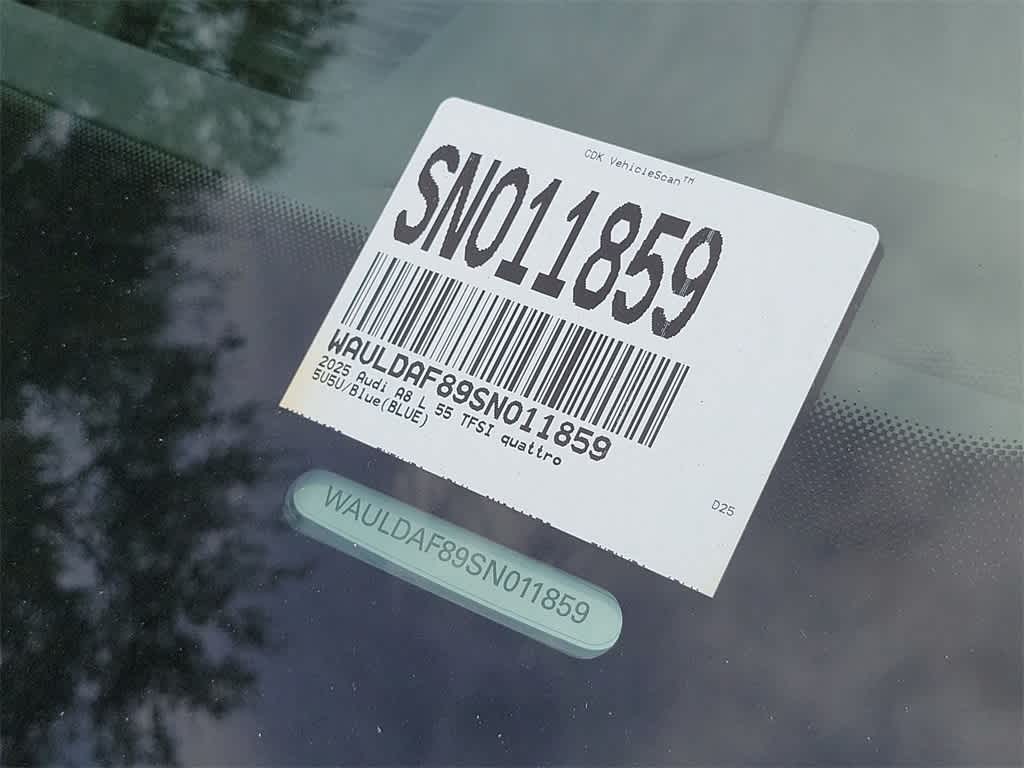 CDK VehicleScan™
SN011859
WAULDAF89SN011859
2025 Audi A8 L 55 TFSI quattro
5U5U/Blue(BLUE)
D25
WAULDAF89SN011859